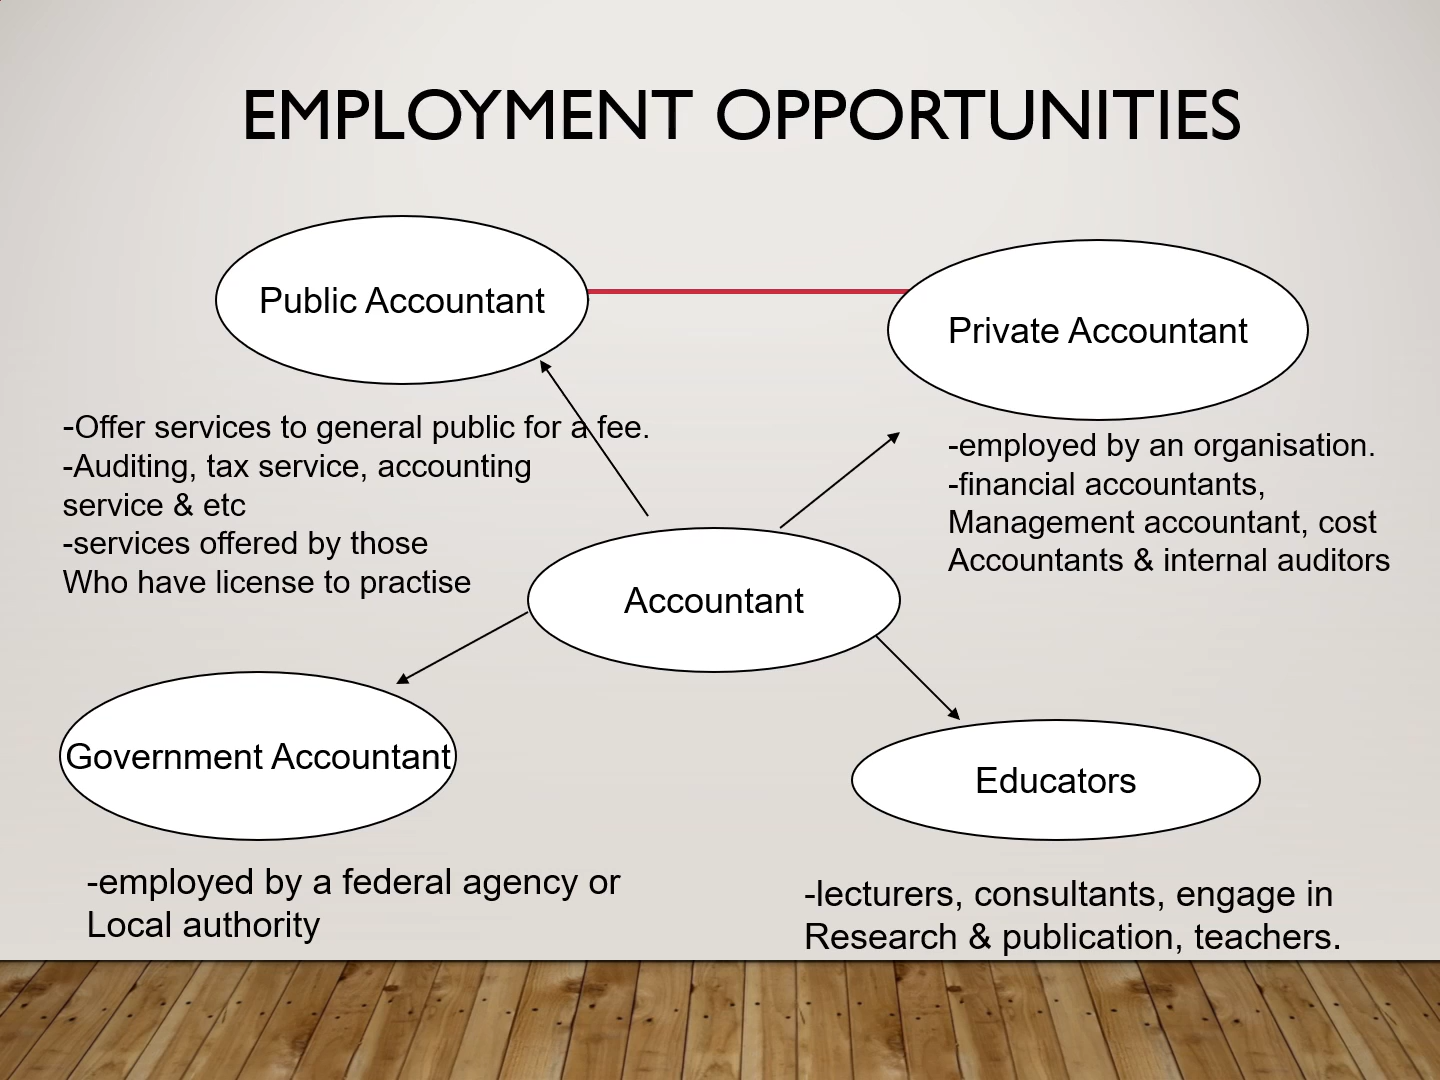 EMPLOYMENT OPPORTUNITIES
Public Accountant
Private Accountant
-Offer services to general public for a fee.
-Auditing, tax service, accounting
service & etc
-services offered by those
Who have license to practise
-employed by an organisation.
-financial accountants,
Management accountant, cost
Accountants & internal auditors
Accountant
Government Accountant
Educators
-employed by a federal agency or
Local authority
-lecturers, consultants, engage in
Research & publication, teachers.